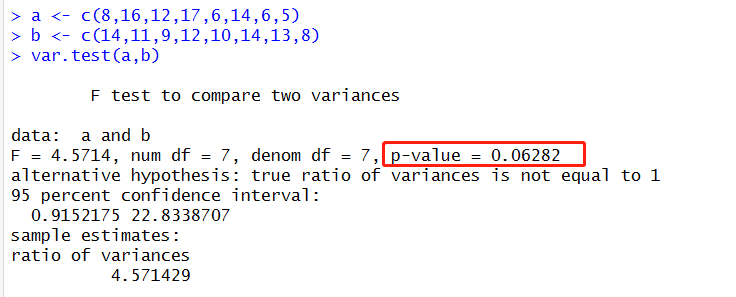 > a <- c(8,16,12,17,6,14,6,5)
> b <- c(14,11,9,12,10,14,13,8)
> var.test(a,b)
F test to compare two variances
data:  a and b
F = 4.5714, num df = 7, denom df = 7, p-value = 0.06282
alternative hypothesis: true ratio of variances is not equal to 1
95 percent confidence interval:
0.9152175 22.8338707
sample estimates:
ratio of variances
4.571429